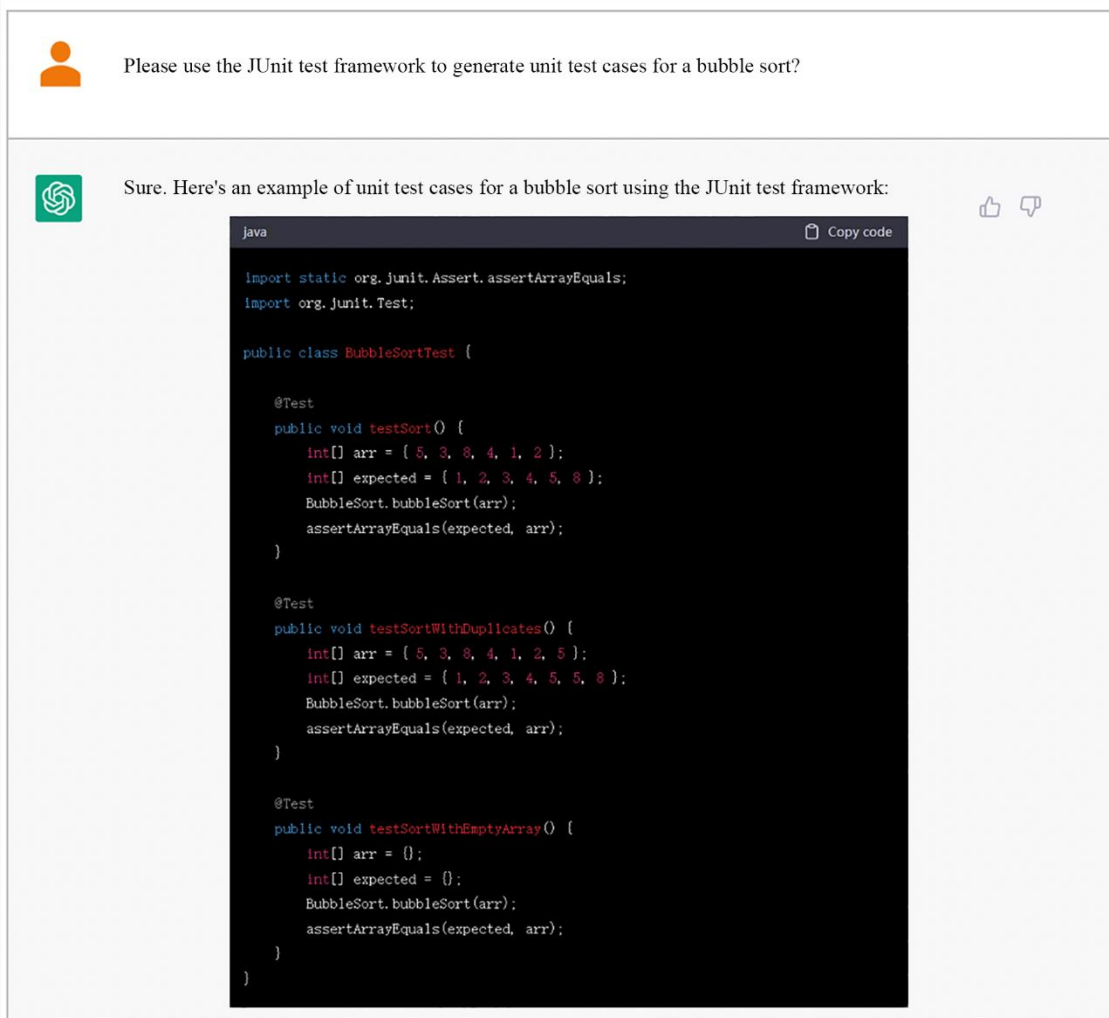 Please use the JUnit test framework to generate unit test cases for a bubble sort?
Sure. Here's an example of unit test cases for a bubble sort using the JUnit test framework:
java Copy code
import static org.junit.Assert.assertArrayEquals;
import org.junit.Test;
public class BubbleSortTest {
@Test
public void testSort() {
int[] arr = { 5, 3, 8, 4, 1, 2 };
int[] expected = { 1, 2, 3, 4, 5, 8 };
BubbleSort.bubbleSort(arr);
assertArrayEquals(expected, arr);
}
@Test
public void testSortWithDuplicates() {
int[] arr = { 5, 3, 8, 4, 1, 2, 5 };
int[] expected = { 1, 2, 3, 4, 5, 5, 8 };
BubbleSort.bubbleSort(arr);
assertArrayEquals(expected, arr);
}
@Test
public void testSortWithEmptyArray() {
int[] arr = {};
int[] expected = {};
BubbleSort.bubbleSort(arr);
assertArrayEquals(expected, arr);
}
}